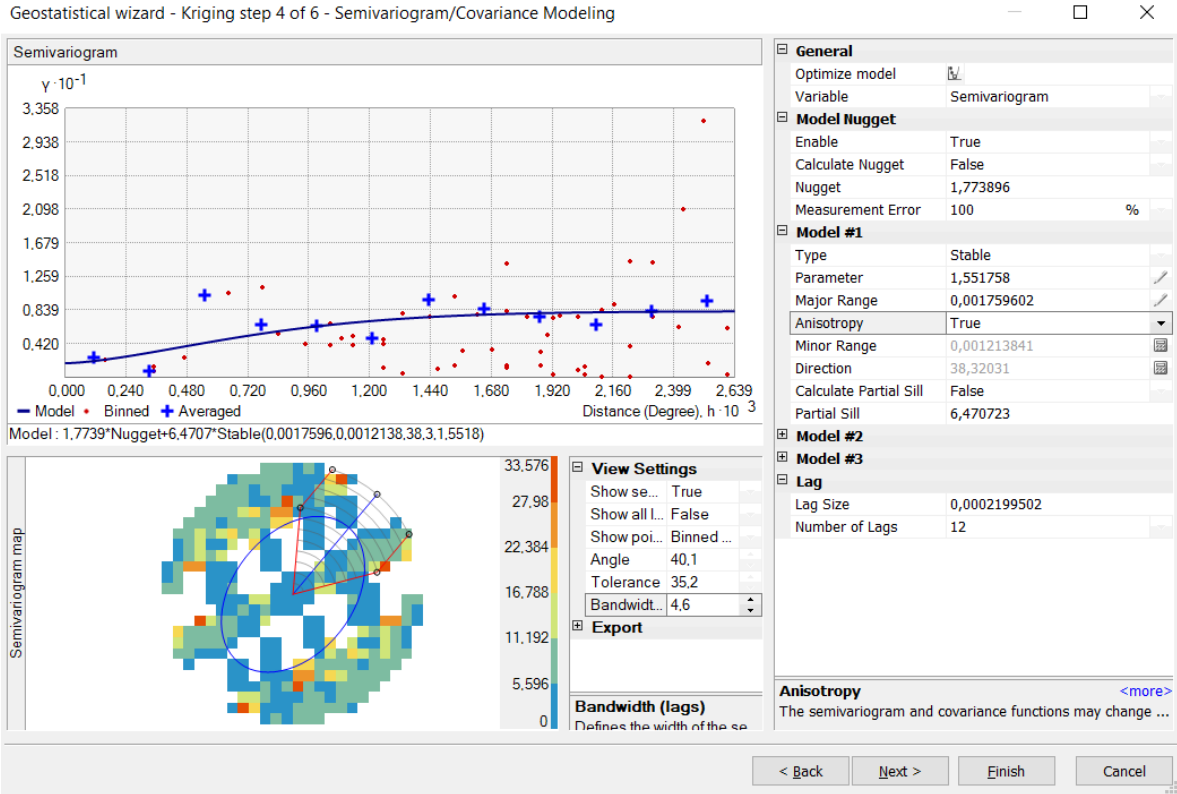 Geostatistical wizard - Kriging step 4 of 6 - Semivariogram/Covariance Modeling
Semivariogram
γ·10-1
3,358
2,938
2,518
2,098
1,679
1,259
0,839
0,420
0,000 0,240 0,480 0,720 0,960 1,200 1,440 1,680 1,920 2,160 2,399 2,639
Model Binned Averaged Distance (Degree), h·10 3
Model : 1,7739*Nugget+6,4707*Stable(0,0017596,0,0012138,38,3,1,5518)
Semivariogram map
33,576
27,98
22,384
16,788
11,192
5,596
0
View Settings
Show se... True
Show all l... False
Show poi... Binned ...
Angle 40,1
Tolerance 35,2
Bandwidt... 4,6
Export
Bandwidth (lags)
Defines the width of the se
General
Optimize model
Variable Semivariogram
Model Nugget
Enable True
Calculate Nugget False
Nugget 1,773896
Measurement Error 100 %
Model #1
Type Stable
Parameter 1,551758
Major Range 0,001759602
Anisotropy True
Minor Range 0,001213841
Direction 38,32031
Calculate Partial Sill False
Partial Sill 6,470723
Model #2
Model #3
Lag
Lag Size 0,0002199502
Number of Lags 12
Anisotropy <more>
The semivariogram and covariance functions may change ...
< Back Next > Finish Cancel